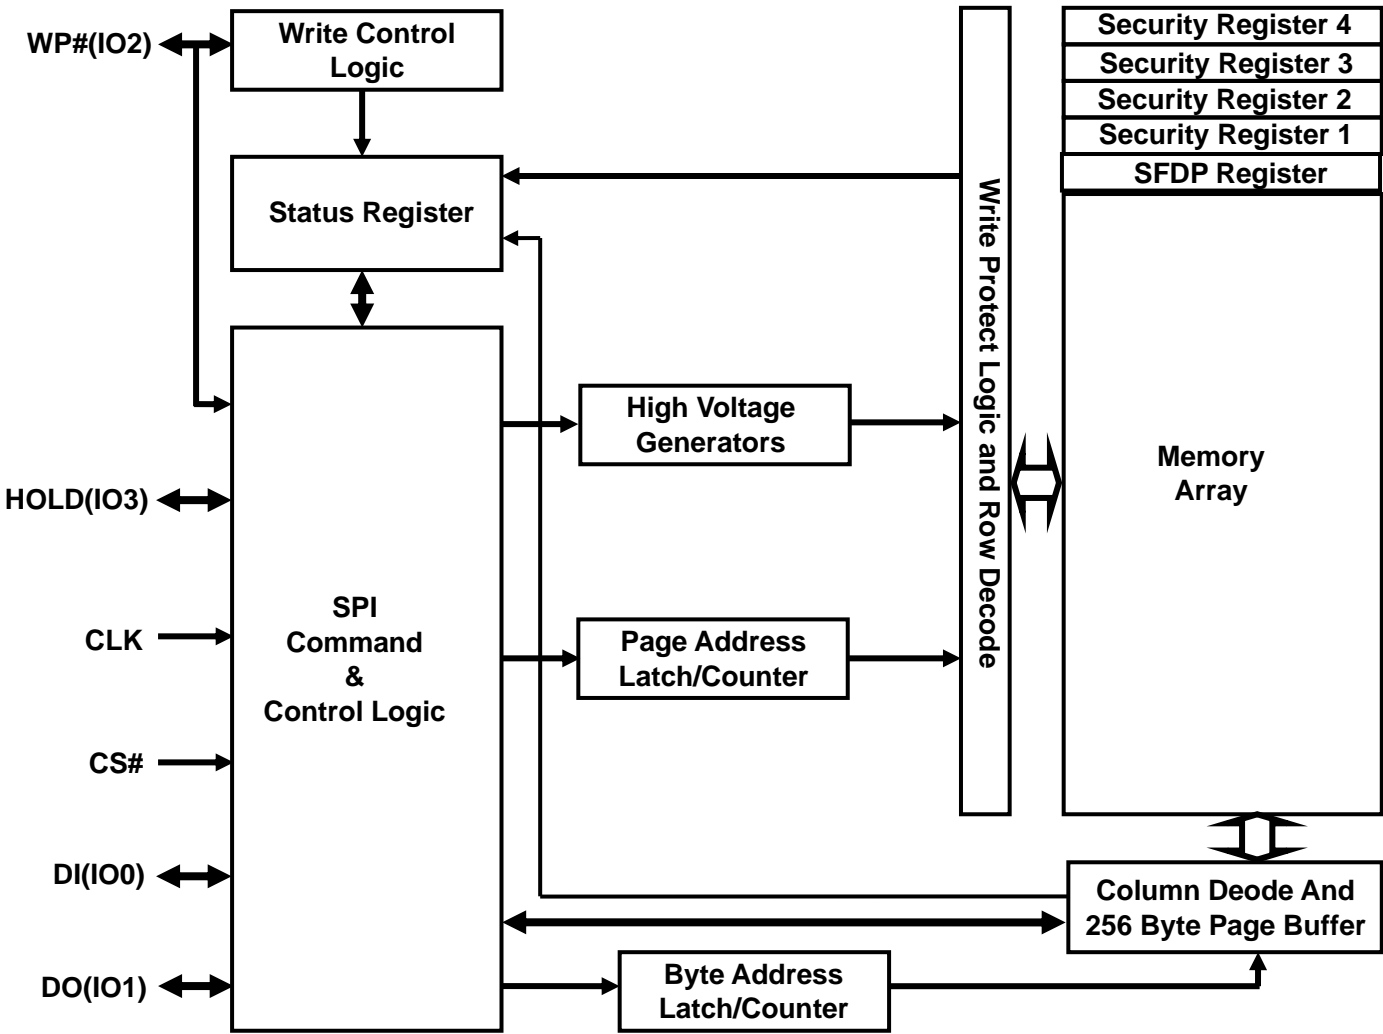 WP#(IO2)
Write Control
Logic
Security Register 4
Security Register 3
Security Register 2
Security Register 1
SFDP Register
Status Register
Write Protect Logic and Row Decode
High Voltage
Generators
Memory
Array
HOLD(IO3)
SPI
Command
&
Control Logic
CLK
Page Address
Latch/Counter
CS#
DI(IO0)
Column Deode And
256 Byte Page Buffer
DO(IO1)
Byte Address
Latch/Counter